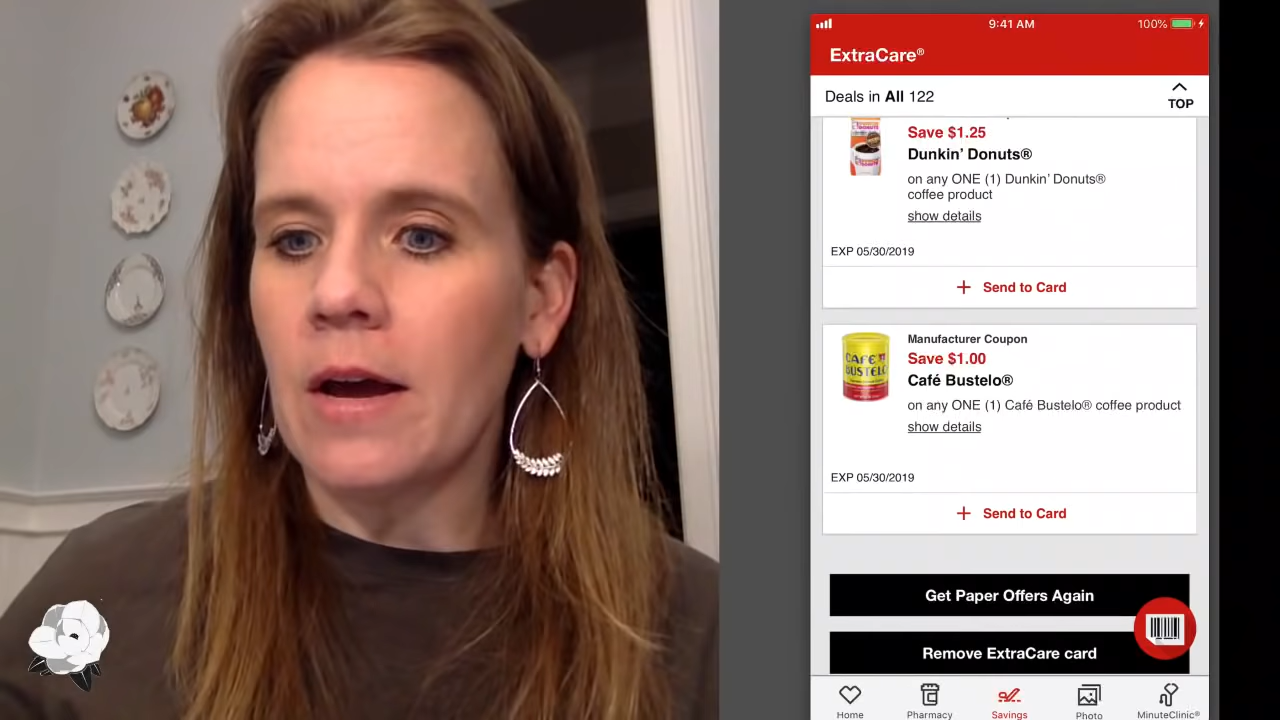 9:41 AM
100%
ExtraCare®
Deals in All 122
TOP
Save $1.25
Dunkin' Donuts®
on any ONE (1) Dunkin' Donuts®
coffee product
show details
EXP 05/30/2019
+ Send to Card
Manufacturer Coupon
Save $1.00
CAFÉ
BUSTELO
Café Bustelo®
on any ONE (1) Café Bustelo® coffee product
show details
EXP 05/30/2019
+ Send to Card
Get Paper Offers Again
Remove ExtraCare card
Home
Pharmacy
Savings
Photo
MinuteClinic®